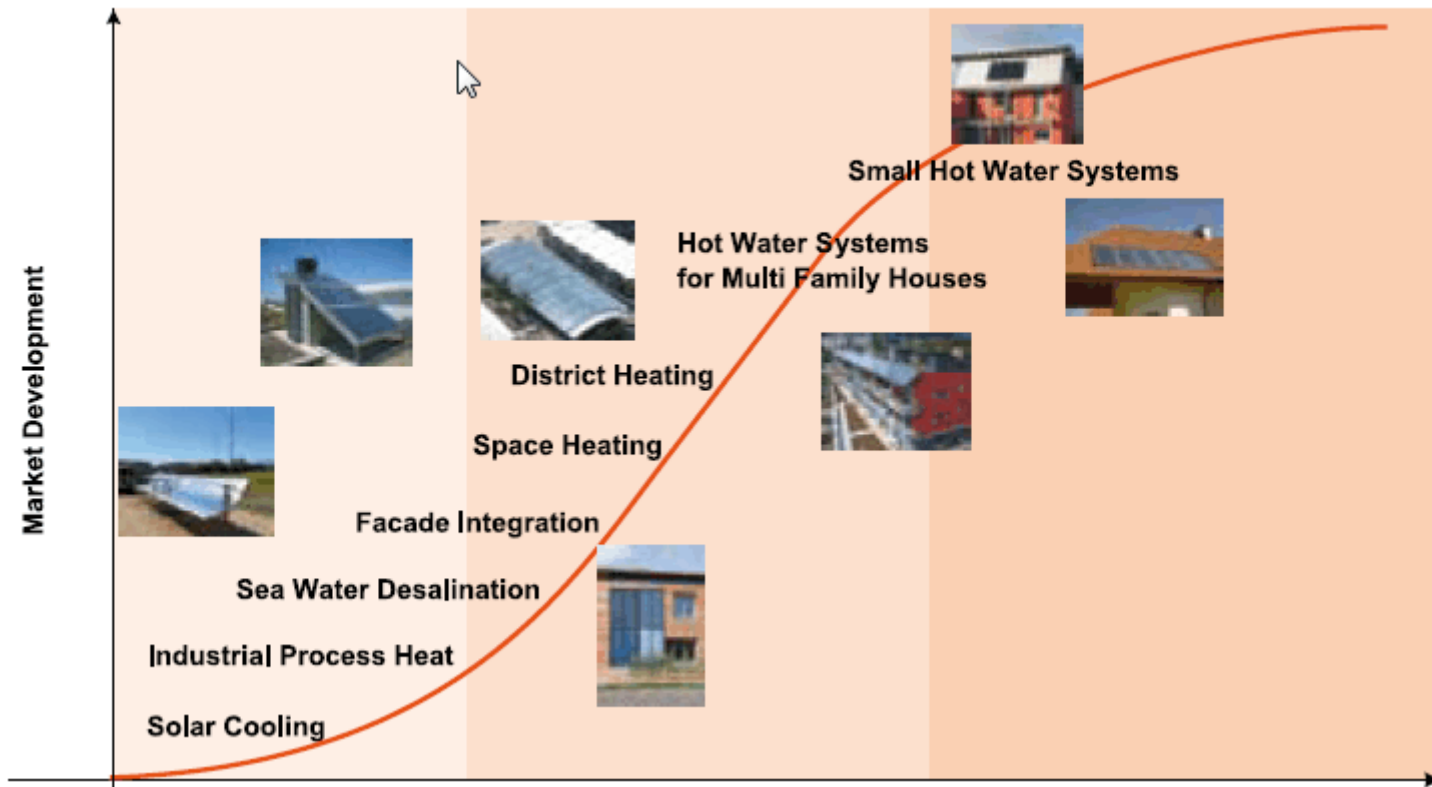 Small Hot Water Systems
Hot Water Systems
for Multi Family Houses
District Heating
Space Heating
Facade Integration
Sea Water Desalination
Industrial Process Heat
Solar Cooling
Market Development